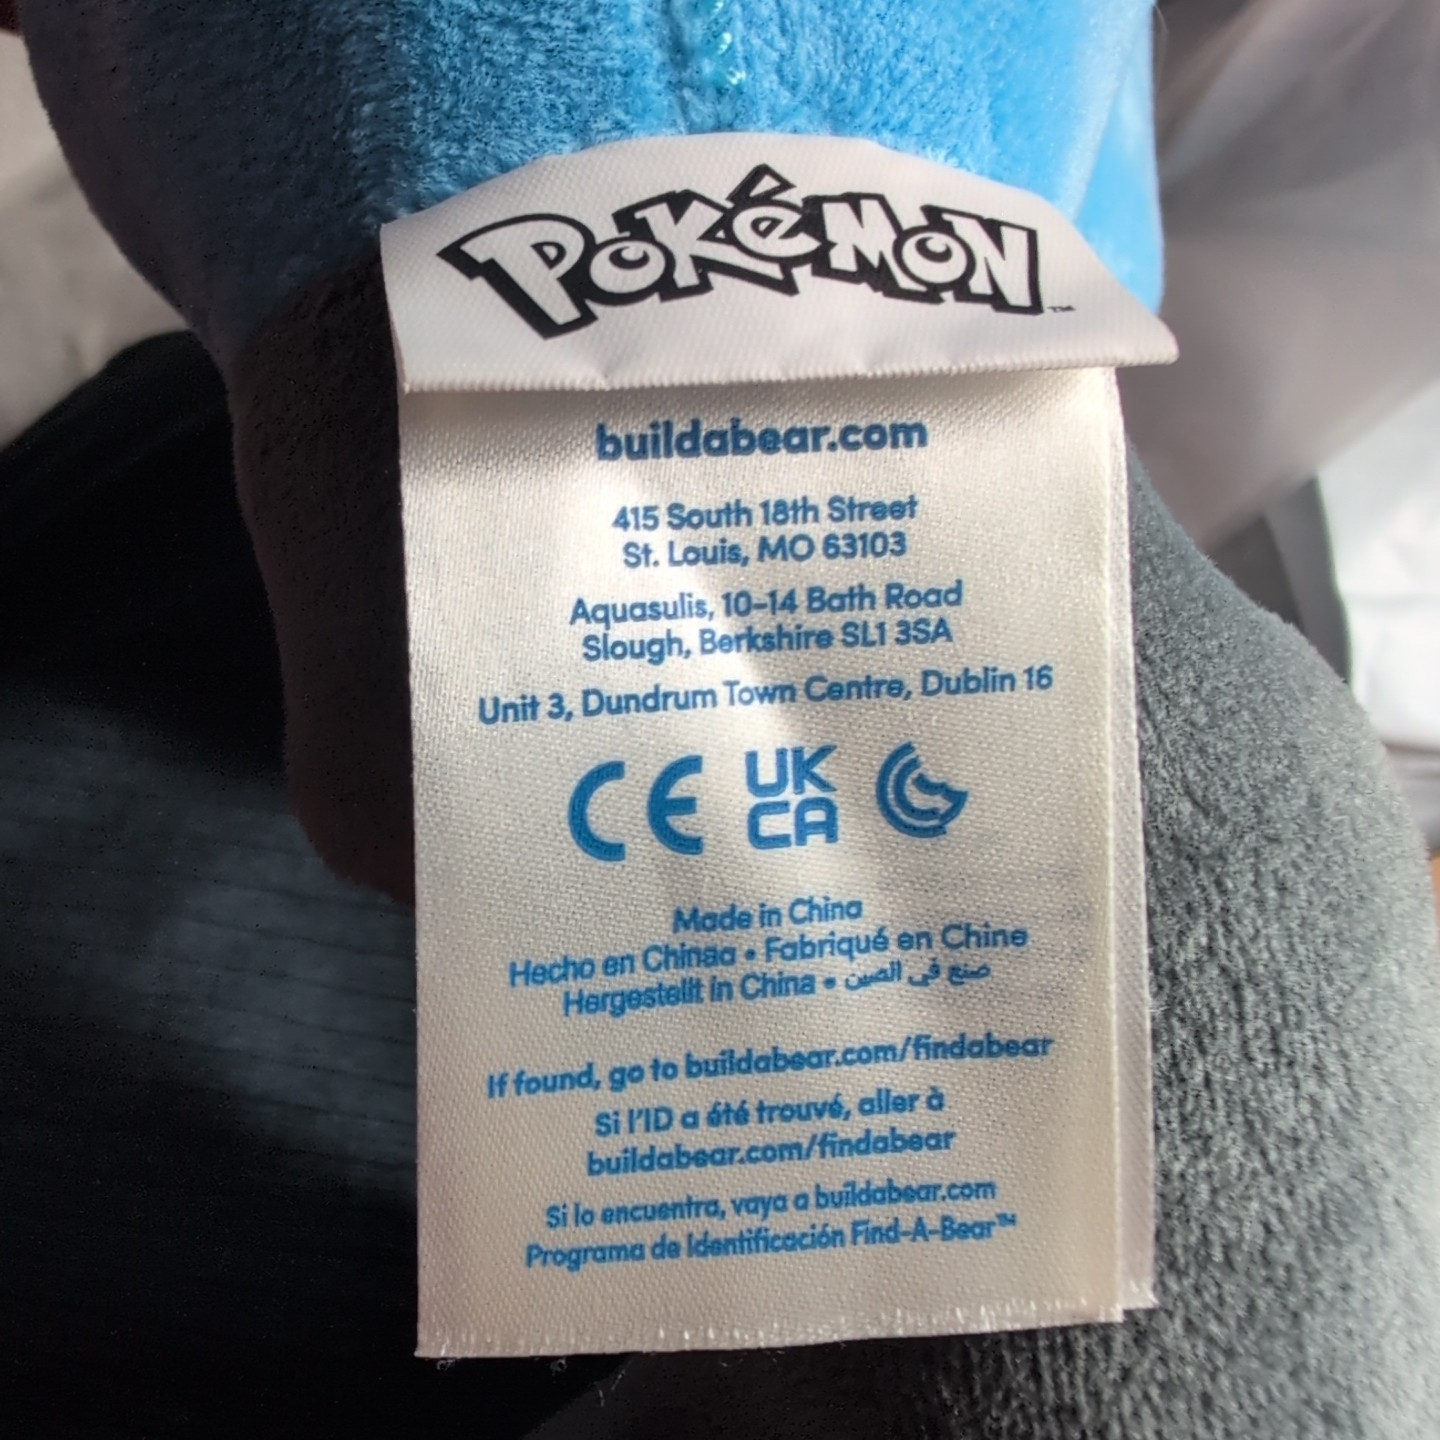 POKéMON™
buildabear.com
415 South 18th Street
St. Louis, MO 63103
Aquasulis, 10-14 Bath Road
Slough, Berkshire SL1 3SA
Unit 3, Dundrum Town Centre, Dublin 16
CE UK
CA
Made in China
Hecho en Chinaa • Fabriqué en Chine
Hergestellt in China • صنع في الصين
If found, go to buildabear.com/findabear
Si l'ID a été trouvé, aller à
buildabear.com/findabear
Si lo encuentra, vaya a buildabear.com
Programa de Identificación Find-A-Bear™